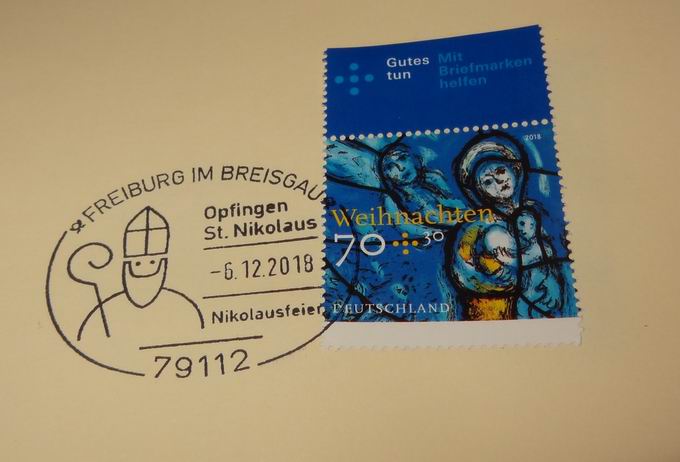 Gutes tun
Mit Briefmarken helfen
2018
Weihnachten
70+30
DEUTSCHLAND
FREIBURG IM BREISGAU
Opfingen
St. Nikolaus
-6.12.2018
Nikolausfeier
79112